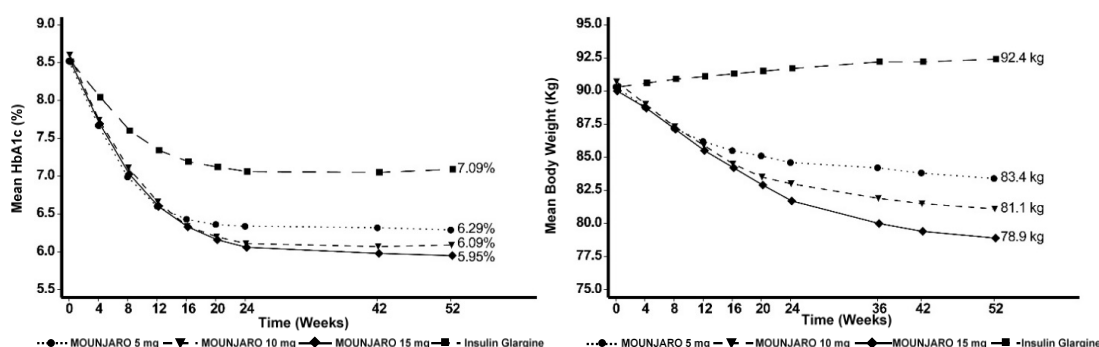 9.0
8.5
8.0
7.5
7.0
6.5
6.0
5.5
Mean HbA1c (%)
7.09%
6.29%
6.09%
5.95%
0 4 8 12 16 20 24 42 52
Time (Weeks)
MOUNJARO 5 mg MOUNJARO 10 mg MOUNJARO 15 mg Insulin Glargine
95.0
92.5
90.0
87.5
85.0
82.5
80.0
77.5
75.0
Mean Body Weight (Kg)
92.4 kg
83.4 kg
81.1 kg
78.9 kg
0 4 8 12 16 20 24 36 42 52
Time (Weeks)
MOUNJARO 5 mg MOUNJARO 10 mg MOUNJARO 15 mg Insulin Glargine